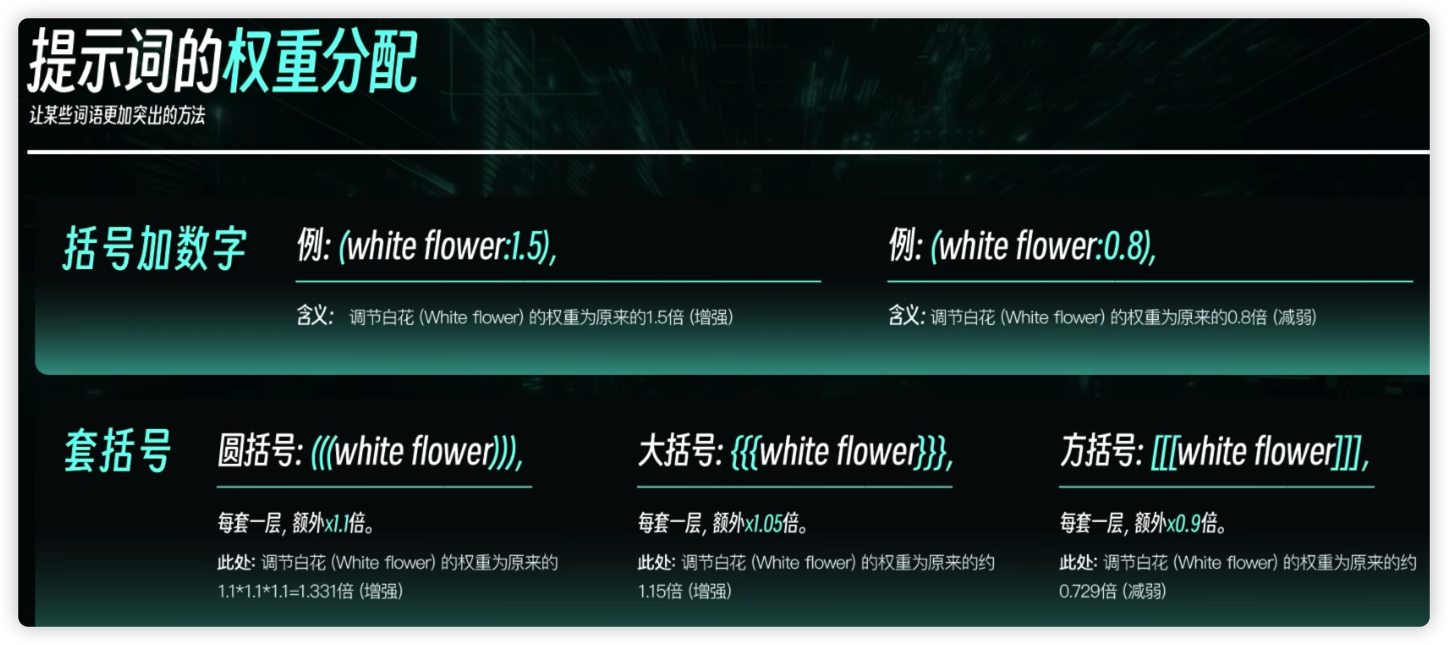 提示词的权重分配
让某些词语更加突出的方法
括号加数字
例: (white flower:1.5),
含义: 调节白花 (White flower) 的权重为原来的1.5倍 (增强)
例: (white flower:0.8),
含义: 调节白花 (White flower) 的权重为原来的0.8倍 (减弱)
套括号
圆括号: (((white flower))),
每套一层, 额外x1.1倍。
此处: 调节白花 (White flower) 的权重为原来的
1.1*1.1*1.1=1.331倍 (增强)
大括号: {{{white flower}}},
每套一层, 额外x1.05倍。
此处: 调节白花 (White flower) 的权重为原来的约
1.15倍 (增强)
方括号: [[[white flower]]],
每套一层, 额外x0.9倍。
此处: 调节白花 (White flower) 的权重为原来的约
0.729倍 (减弱)